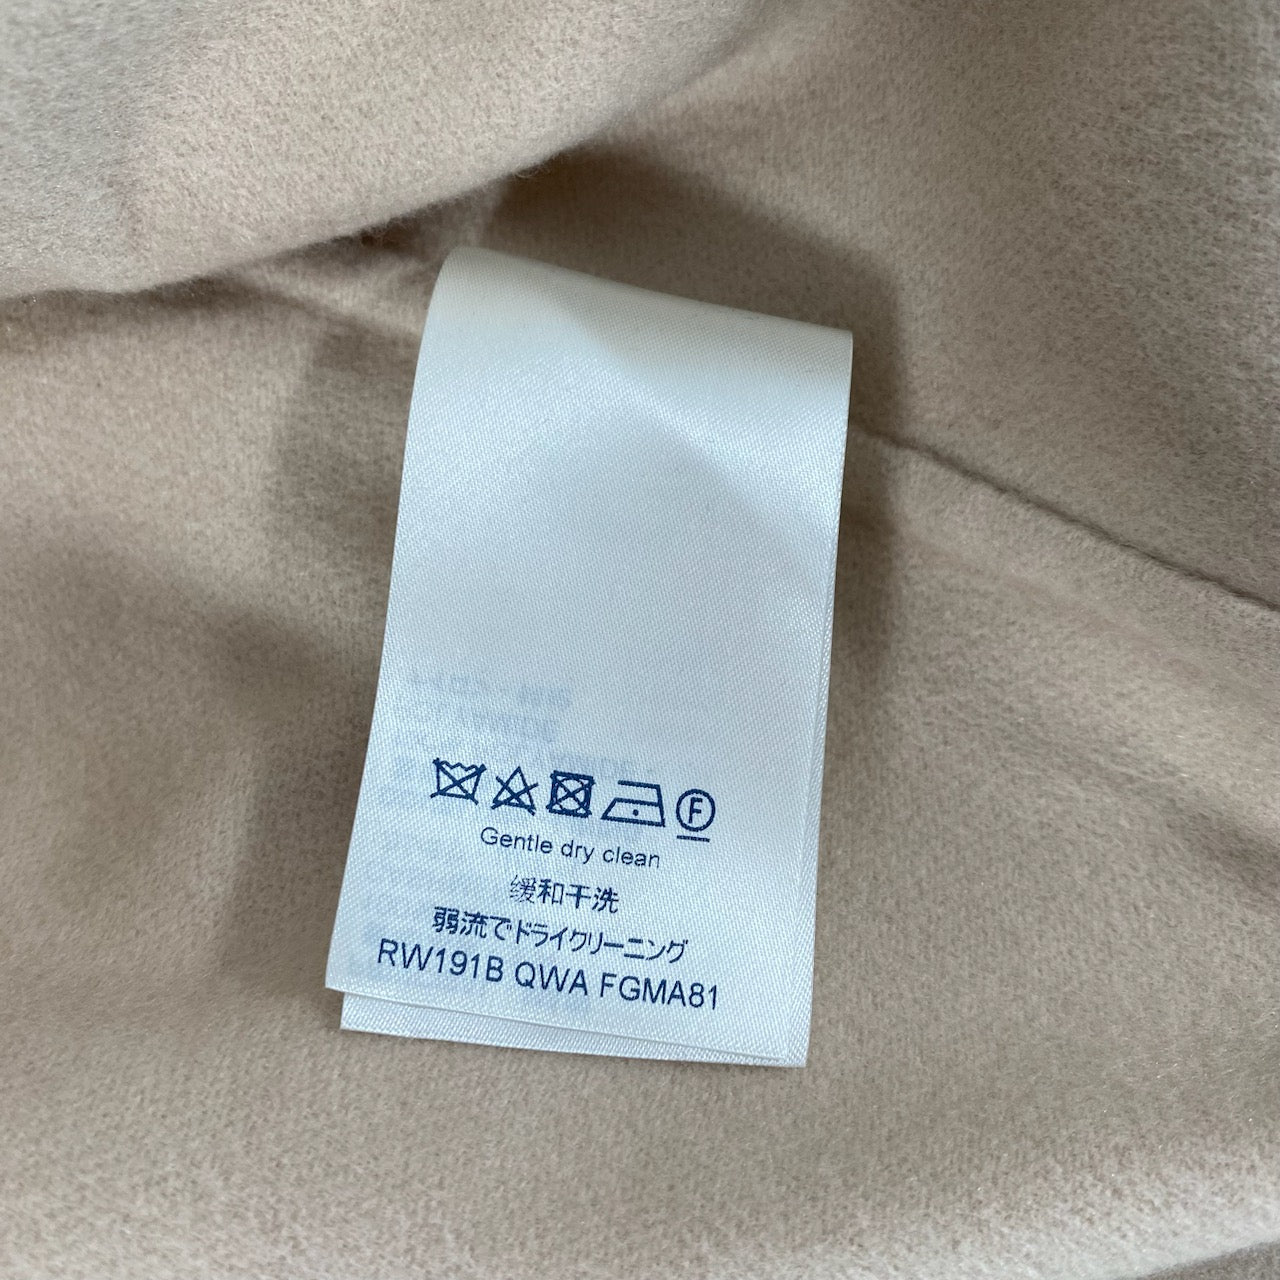 F
Gentle dry clean
缓和干洗
弱流でドライクリーニング
RW191B QWA FGMA81